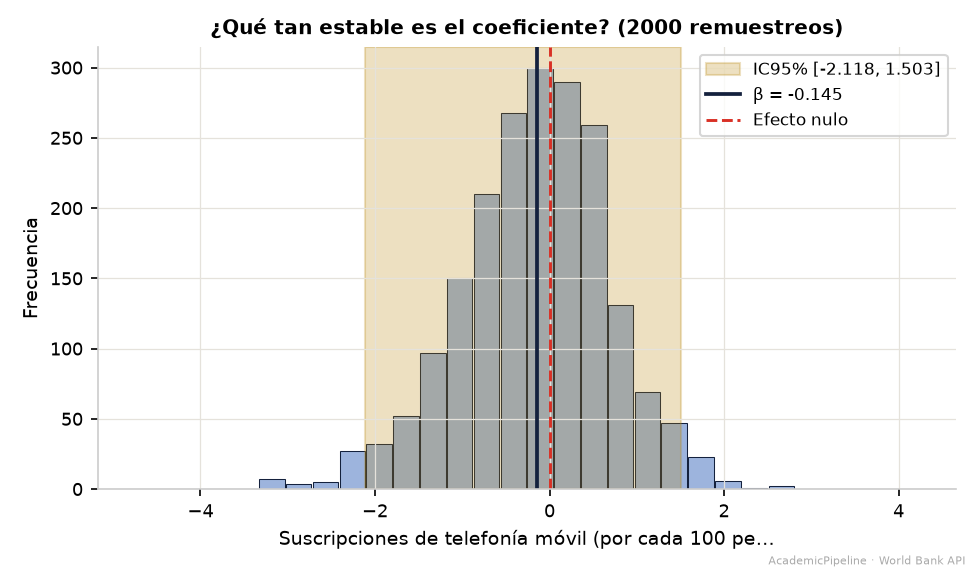 ¿Qué tan estable es el coeficiente? (2000 remuestreos)
IC95% [-2.118, 1.503]
β = -0.145
Efecto nulo
Frecuencia
300
250
200
150
100
50
0
−4
−2
0
2
4
Suscripciones de telefonía móvil (por cada 100 pe...
AcademicPipeline · World Bank API